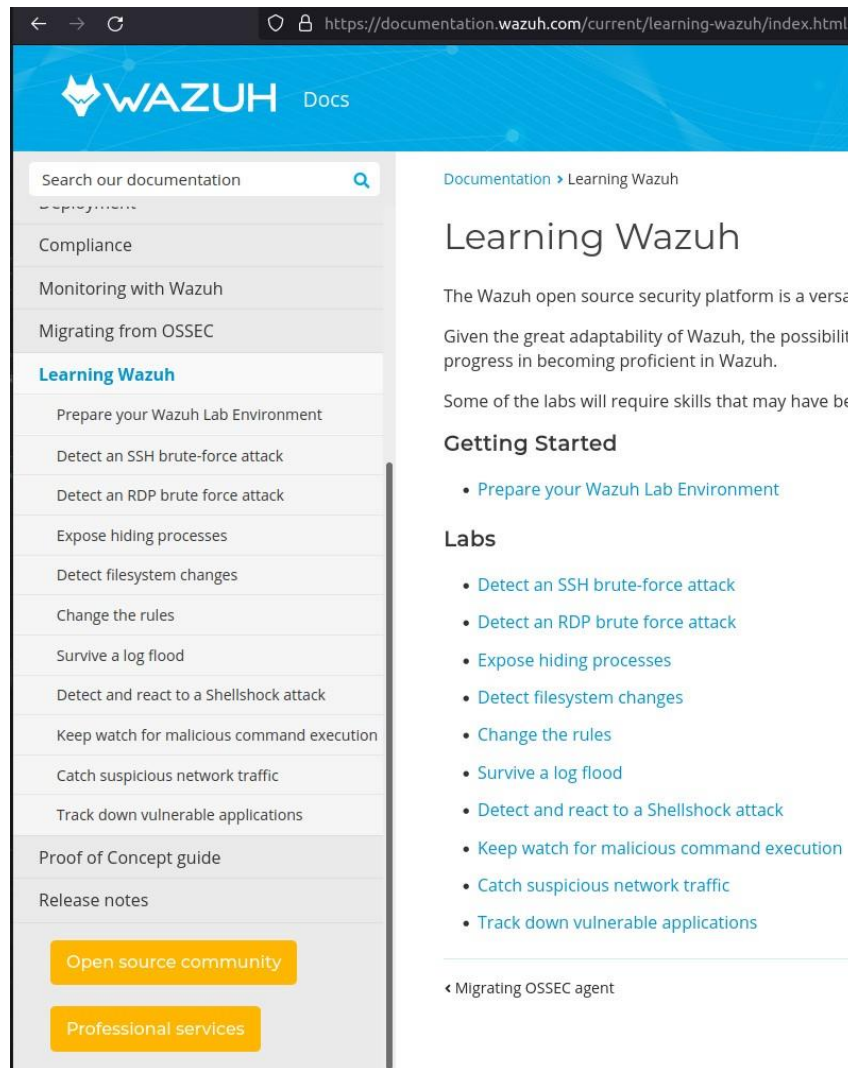 https://documentation.wazuh.com/current/learning-wazuh/index.html
WAZUH Docs
Search our documentation
Deployment
Compliance
Monitoring with Wazuh
Migrating from OSSEC
Learning Wazuh
Prepare your Wazuh Lab Environment
Detect an SSH brute-force attack
Detect an RDP brute force attack
Expose hiding processes
Detect filesystem changes
Change the rules
Survive a log flood
Detect and react to a Shellshock attack
Keep watch for malicious command execution
Catch suspicious network traffic
Track down vulnerable applications
Proof of Concept guide
Release notes
Open source community
Professional services
Documentation > Learning Wazuh
Learning Wazuh
The Wazuh open source security platform is a versa
Given the great adaptability of Wazuh, the possibilit
progress in becoming proficient in Wazuh.
Some of the labs will require skills that may have be
Getting Started
• Prepare your Wazuh Lab Environment
Labs
• Detect an SSH brute-force attack
• Detect an RDP brute force attack
• Expose hiding processes
• Detect filesystem changes
• Change the rules
• Survive a log flood
• Detect and react to a Shellshock attack
• Keep watch for malicious command execution
• Catch suspicious network traffic
• Track down vulnerable applications
‹ Migrating OSSEC agent